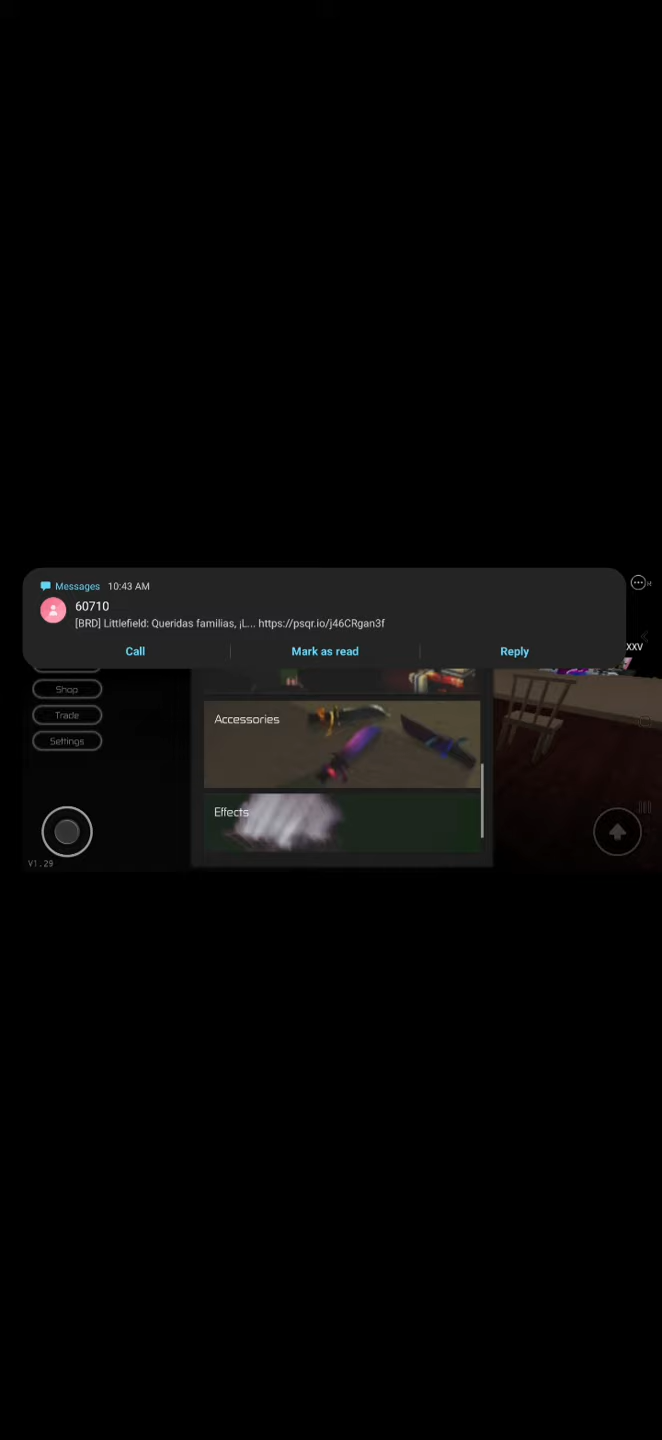 Messages 10:43 AM
60710
[BRD] Littlefield: Queridas familias, ¡L... https://psqr.io/j46CRgan3f
Call Mark as read Reply
XXV
Shop
Trade
Settings
Accessories
Effects
V1.29